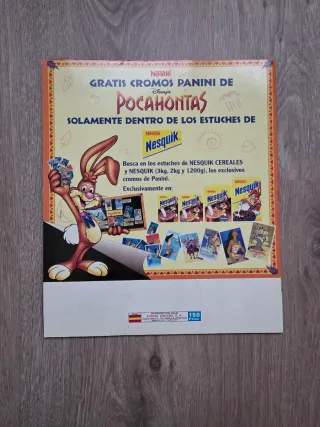 Nestlé
GRATIS CROMOS PANINI DE
Disney's
POCAHONTAS
SOLAMENTE DENTRO DE LOS ESTUCHES DE
Nestlé
Nesquik
Busca en los estuches de NESQUIK CEREALES
y NESQUIK (3kg, 2kg y 1200g), los exclusivos
cromos de Panini.
Exclusivamente en:
Nesquik
Nesquik
Nesquik
Nesquik
150